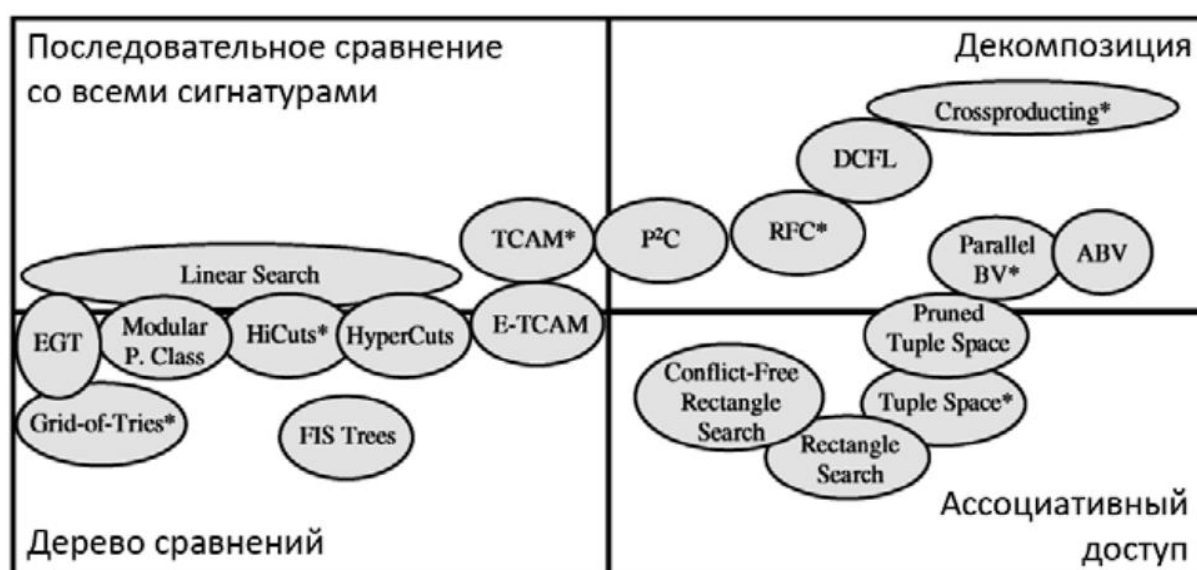 Последовательное сравнение
со всеми сигнатурами
Декомпозиция
Crossproducting*
DCFL
TCAM*
P²C
RFC*
Parallel
BV*
ABV
Linear Search
EGT
Modular
P. Class
HiCuts*
HyperCuts
E-TCAM
Pruned
Tuple Space
Conflict-Free
Rectangle
Search
Tuple Space*
Grid-of-Tries*
FIS Trees
Rectangle
Search
Дерево сравнений
Ассоциативный
доступ